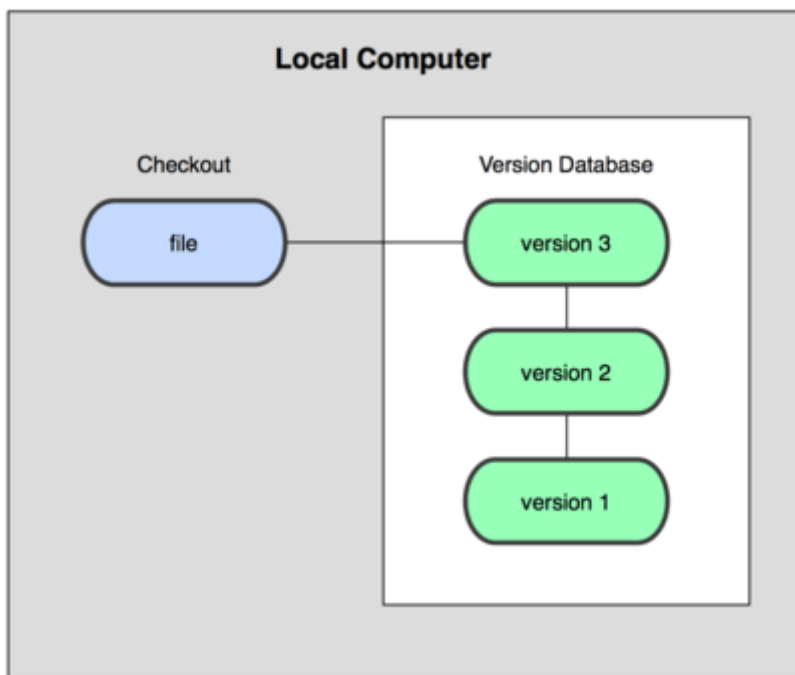 Local Computer
Checkout
Version Database
file
version 3
version 2
version 1